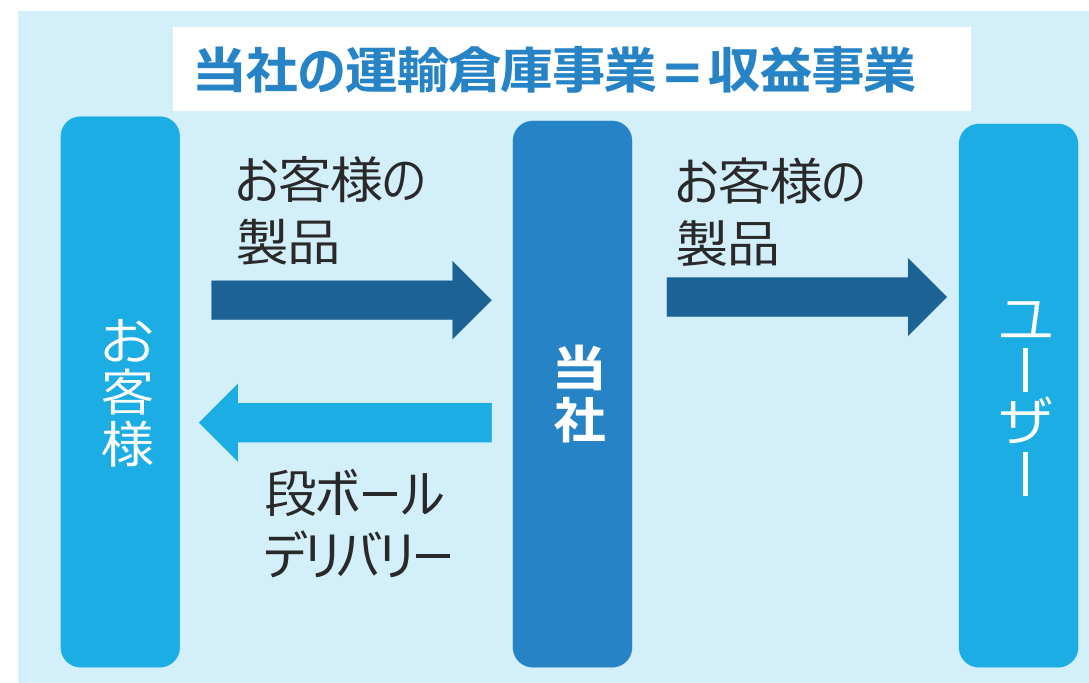 当社の運輸倉庫事業＝収益事業
お客様
お客様の
製品
段ボール
デリバリー
当社
お客様の
製品
ユーザー